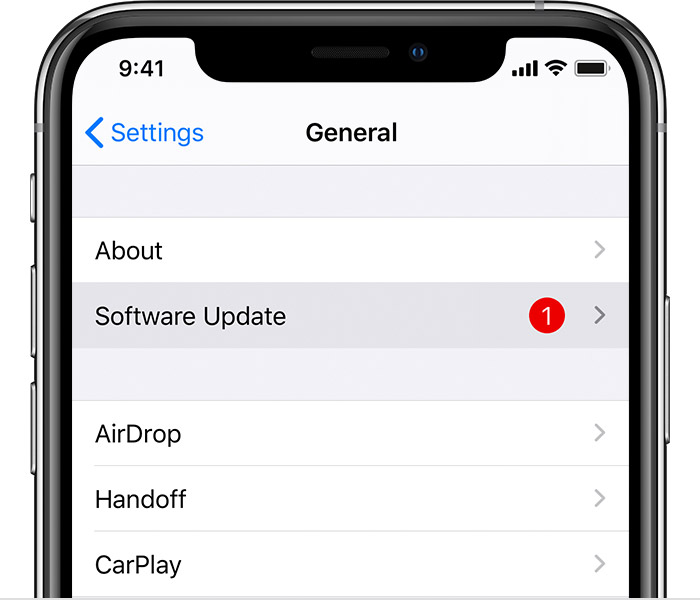 9:41
Settings
General
About
Software Update
1
AirDrop
Handoff
CarPlay